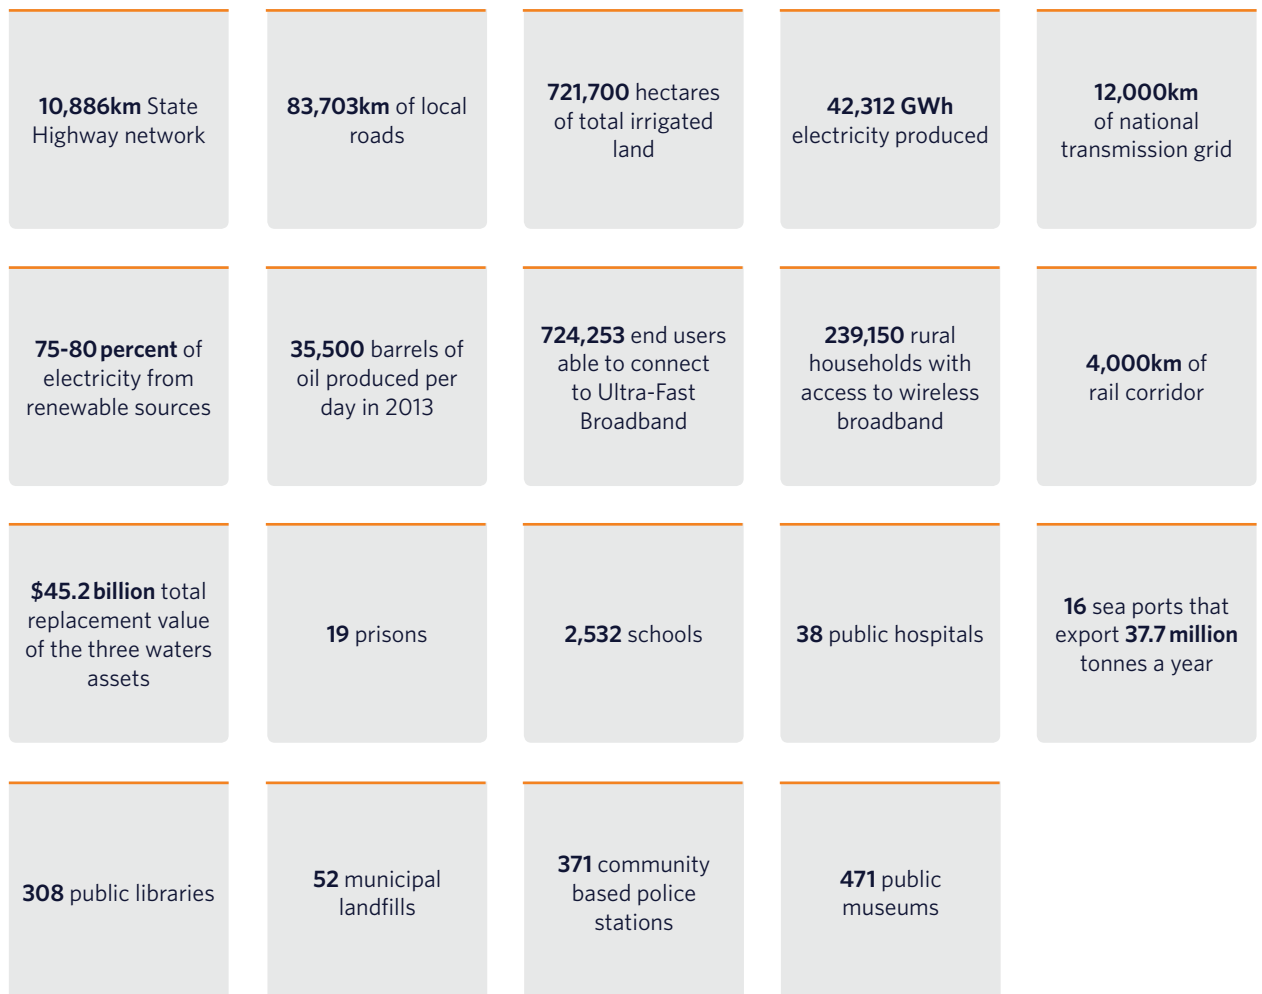 10,886km State
Highway network
83,703km of local
roads
721,700 hectares
of total irrigated
land
42,312 GWh
electricity produced
12,000km
of national
transmission grid
75-80 percent of
electricity from
renewable sources
35,500 barrels of
oil produced per
day in 2013
724,253 end users
able to connect
to Ultra-Fast
Broadband
239,150 rural
households with
access to wireless
broadband
4,000km of
rail corridor
$45.2 billion total
replacement value
of the three waters
assets
19 prisons
2,532 schools
38 public hospitals
16 sea ports that
export 37.7 million
tonnes a year
308 public libraries
52 municipal
landfills
371 community
based police
stations
471 public
museums